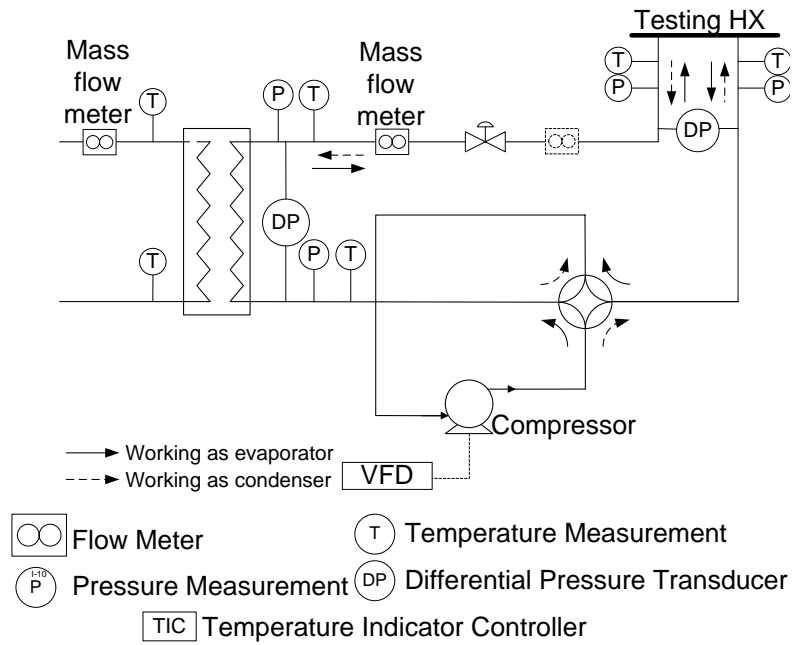 Testing HX
Mass
flow
meter
Mass
flow
meter
T
P
T
T
P
T
P
DP
DP
T
P
T
Compressor
Working as evaporator
Working as condenser
VFD
Flow Meter
T
Temperature Measurement
I-10
P
Pressure Measurement
DP
Differential Pressure Transducer
TIC
Temperature Indicator Controller